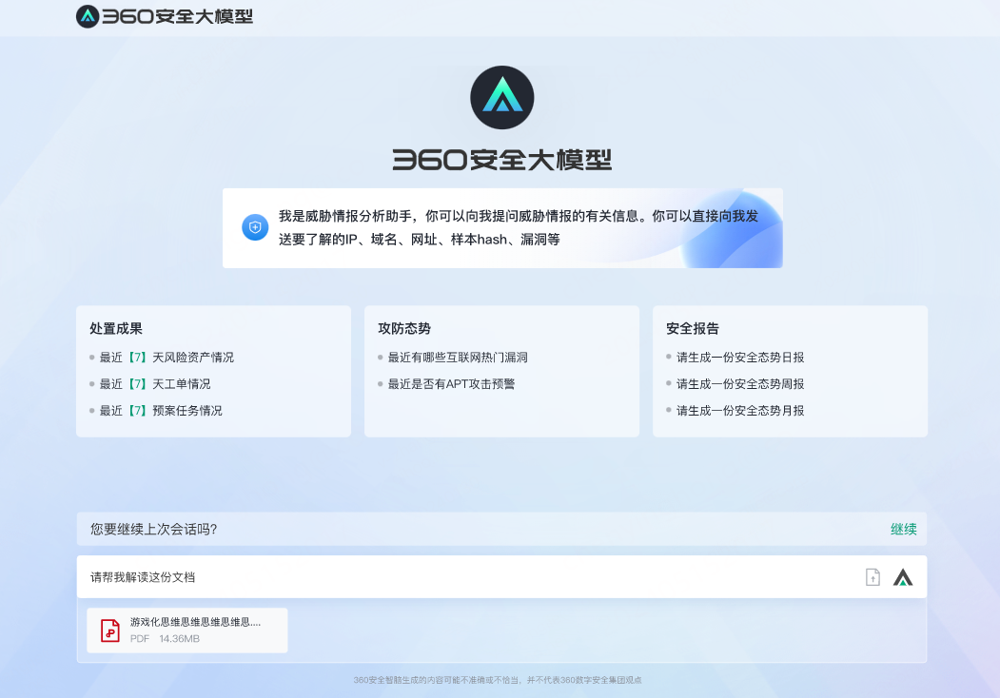 360安全大模型
360安全大模型
我是威胁情报分析助手，你可以向我提问威胁情报的有关信息。你可以直接向我发
送要了解的IP、域名、网址、样本hash、漏洞等
处置成果
最近【7】天风险资产情况
最近【7】天工单情况
最近【7】预案任务情况
攻防态势
最近有哪些互联网热门漏洞
最近是否有APT攻击预警
安全报告
请生成一份安全态势日报
请生成一份安全态势周报
请生成一份安全态势月报
您要继续上次会话吗？
继续
请帮我解读这份文档
游戏化思维思维思维思维思....
PDF 14.36MB
360安全智脑生成的内容可能不准确或不恰当，并不代表360数字安全集团观点